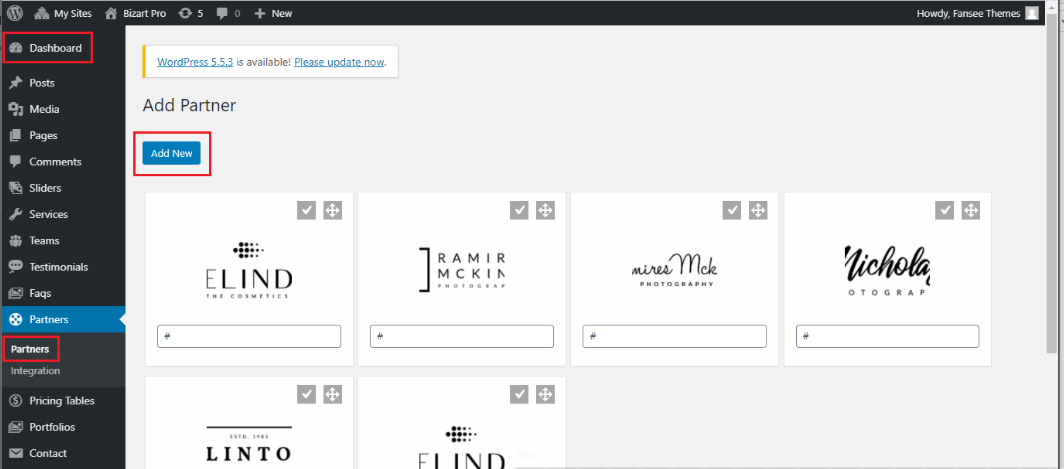 My Sites Bizart Pro 5 0 New Howdy, Fansee Themes
Dashboard
Posts
Media
Pages
Comments
Sliders
Services
Teams
Testimonials
Faqs
Partners
Partners
Integration
Pricing Tables
Portfolios
Contact
WordPress 5.5.3 is available! Please update now.
Add Partner
Add New
ELIND
THE COSMETICS
#
RAMIR
MCKIN
PHOTOGRAP
#
mires Mck
PHOTOGRAPHY
#
Nichola
OTOGRAP
#
ESTD. 1985
LINTO
ELIND